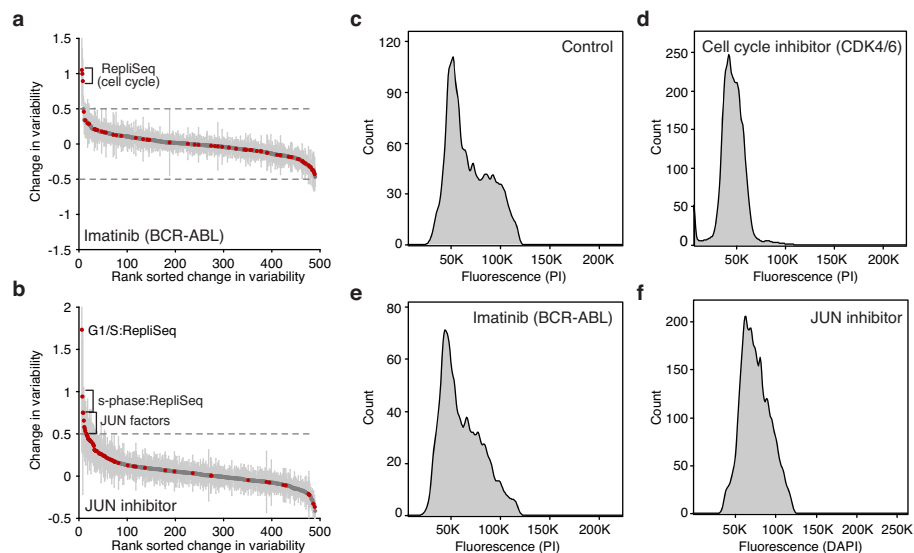 a
1.5
1
0.5
0
-0.5
1
1.5
Change in variability
RepliSeq
(cell cycle)
Imatinib (BCR-ABL)
0 100 200 300 400 500
Rank sorted change in variability
b
2
1.5
1
0.5
0
-0.5
Change in variability
G1/S:RepliSeq
s-phase:RepliSeq
JUN factors
JUN inhibitor
0 100 200 300 400 500
Rank sorted change in variability
c
120
90
60
30
0
Count
Control
50K 100K 150K 200K
Fluorescence (PI)
d
250
200
150
100
50
0
Count
Cell cycle inhibitor (CDK4/6)
50K 100K 150K 200K
Fluorescence (PI)
e
80
60
40
20
0
Count
Imatinib (BCR-ABL)
50K 100K 150K 200K
Fluorescence (PI)
f
200
150
100
50
0
Count
JUN inhibitor
50K 100K 150K 200K 250K
Fluorescence (DAPI)